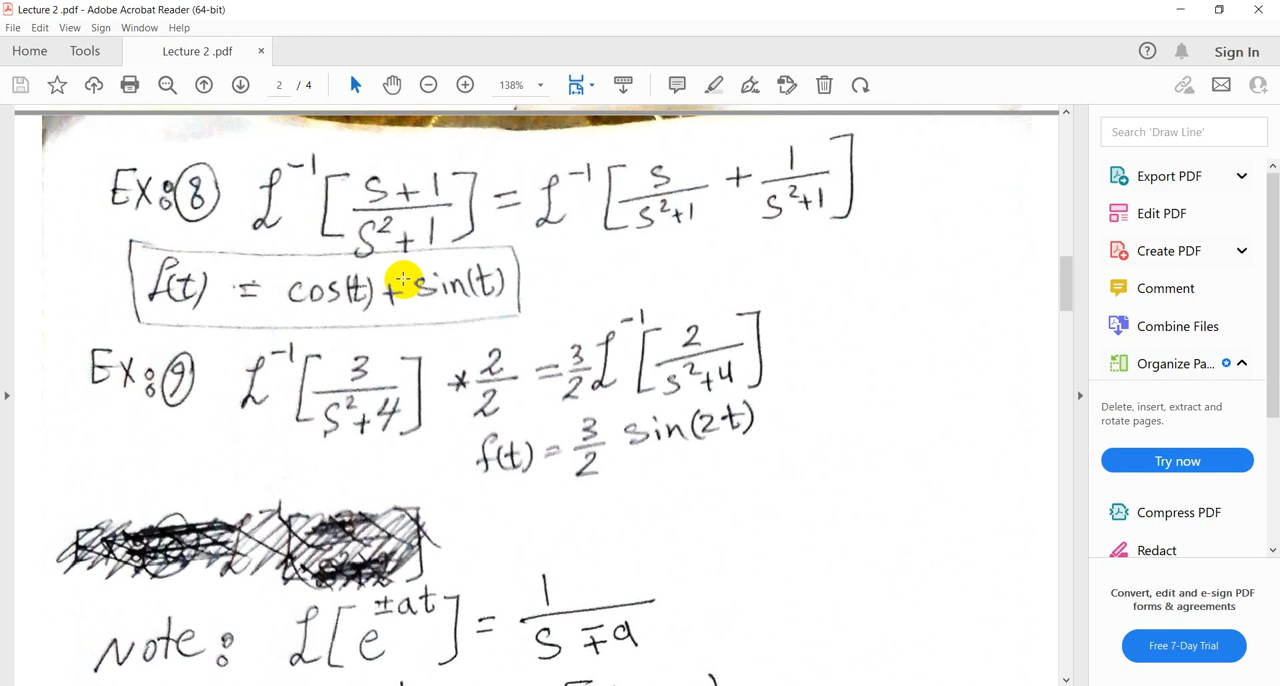 Lecture 2 .pdf - Adobe Acrobat Reader (64-bit)
File Edit View Sign Window Help
Home Tools Lecture 2 .pdf × Sign In
2 / 4 138%
Search 'Draw Line'
Export PDF
Edit PDF
Create PDF
Comment
Combine Files
Organize Pa...
Delete, insert, extract and
rotate pages.
Try now
Compress PDF
Redact
Convert, edit and e-sign PDF
forms & agreements
Free 7-Day Trial
EX: ⑧ ℒ⁻¹[(s+1)/(s²+1)] = ℒ⁻¹[s/(s²+1) + 1/(s²+1)]
f(t) = cos(t) + sin(t)
EX: ⑨ ℒ⁻¹[3/(s²+4)] * 2/2 = 3/2 ℒ⁻¹[2/(s²+4)]
f(t) = 3/2 sin(2t)
Note: ℒ[e^(±at)] = 1/(s∓a)